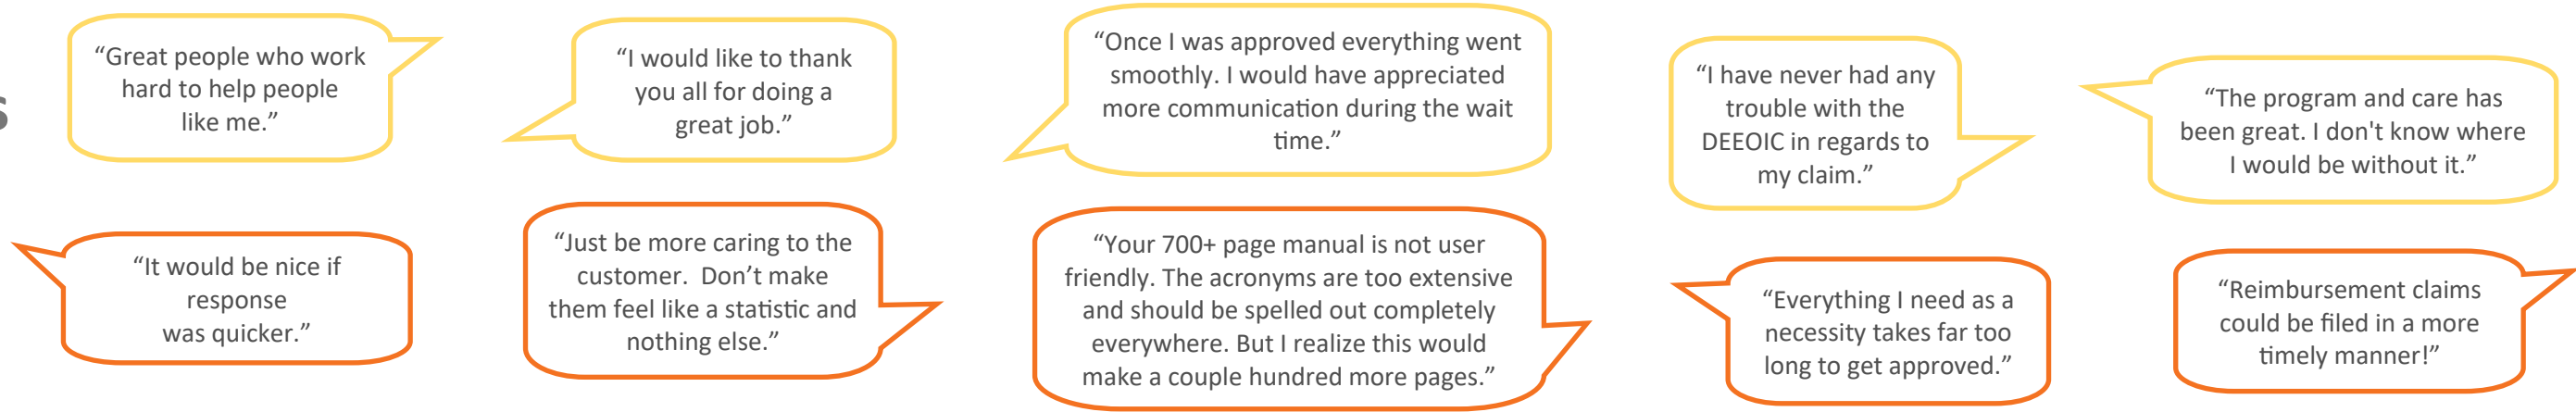 s
“Great people who work
hard to help people
like me.”
“I would like to thank
you all for doing a
great job.”
“Once I was approved everything went
smoothly. I would have appreciated
more communication during the wait
time.”
“I have never had any
trouble with the
DEEOIC in regards to
my claim.”
“The program and care has
been great. I don't know where
I would be without it.”
“It would be nice if
response
was quicker.”
“Just be more caring to the
customer.  Don’t make
them feel like a statistic and
nothing else.”
“Your 700+ page manual is not user
friendly. The acronyms are too extensive
and should be spelled out completely
everywhere. But I realize this would
make a couple hundred more pages.”
“Everything I need as a
necessity takes far too
long to get approved.”
“Reimbursement claims
could be filed in a more
timely manner!”